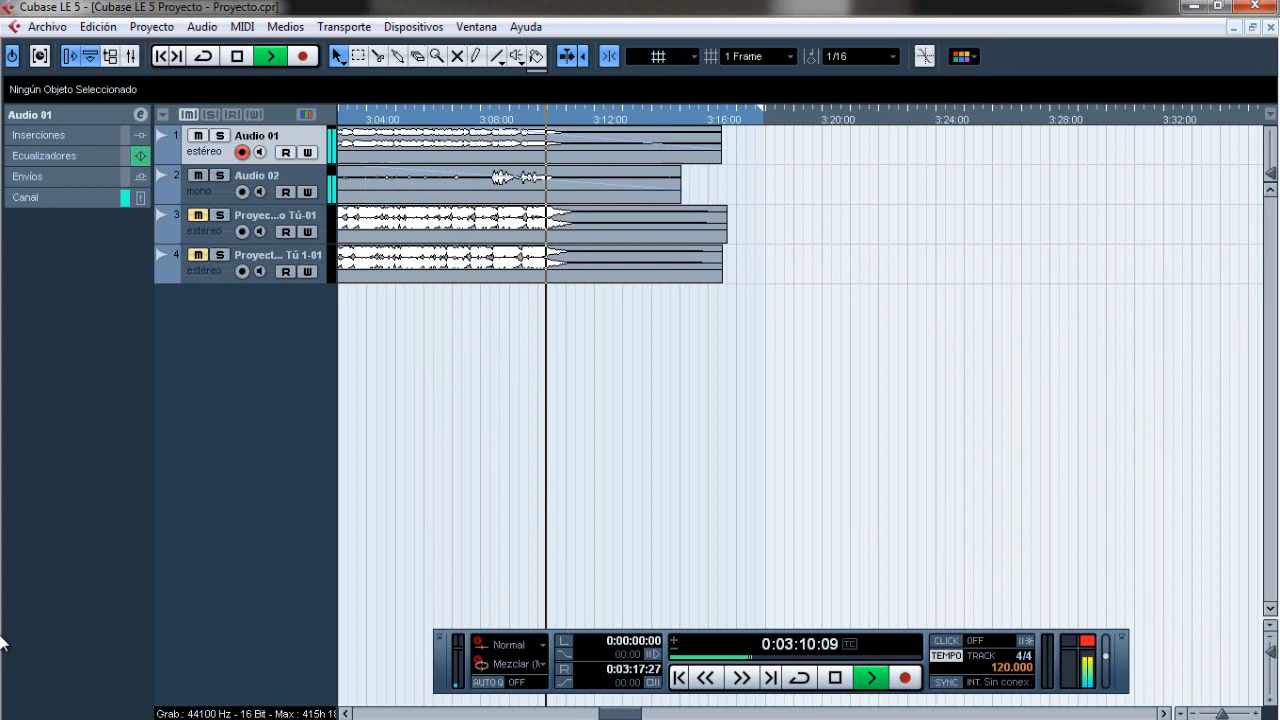 Cubase LE 5 - [Cubase LE 5 Proyecto - Proyecto.cpr]
Archivo Edición Proyecto Audio MIDI Medios Transporte Dispositivos Ventana Ayuda
1 Frame 1/16
Ningún Objeto Seleccionado
Audio 01
Inserciones
Ecualizadores
Envíos
Canal
3:04:00 3:08:00 3:12:00 3:16:00 3:20:00 3:24:00 3:28:00 3:32:00
1 m S Audio 01
estéreo R W
2 m S Audio 02
mono R W
3 m S Proyec...o Tú-01
estéreo R W
4 m S Proyect... Tú 1-01
estéreo R W
Normal
Mezclar (M
AUTO Q OFF
L 0:00:00:00
00:00
R 0:03:17:27
00:00
0:03:10:09 TC
CLICK OFF
TEMPO TRACK 4/4
120.000
SYNC INT. Sin conex.
Grab.: 44100 Hz - 16 Bit - Max : 415h 18